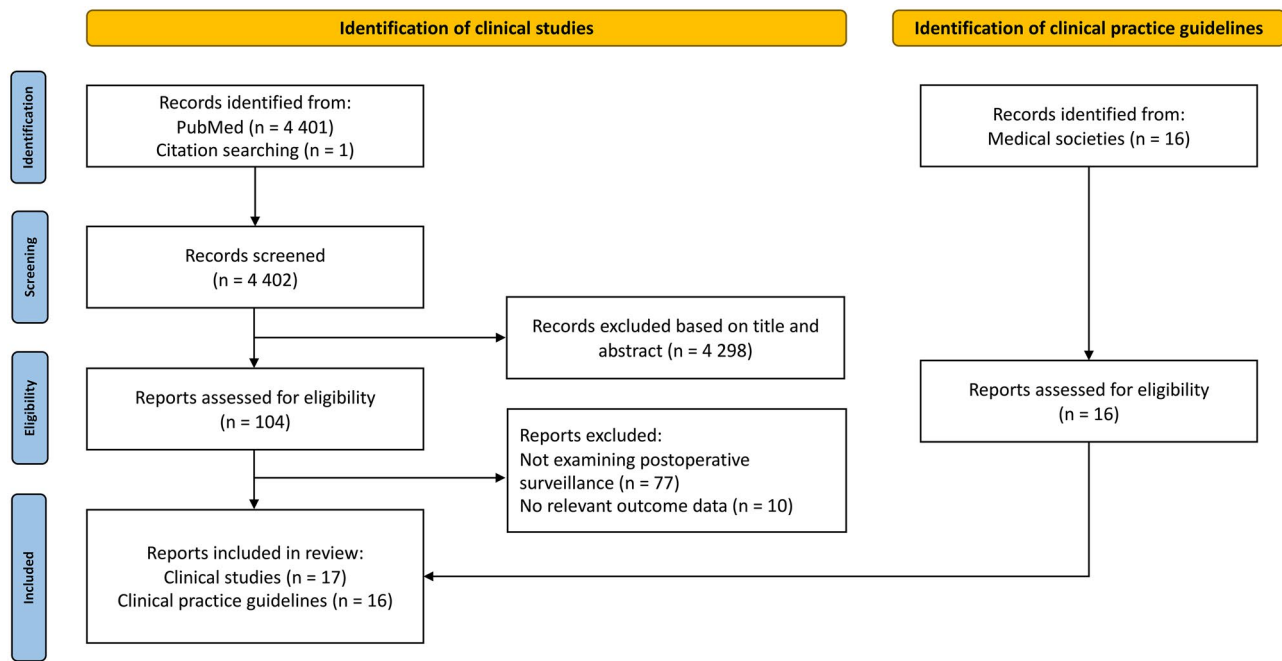 Identification of clinical studies
Identification of clinical practice guidelines
Identification
Records identified from:
PubMed (n = 4 401)
Citation searching (n = 1)
Records identified from:
Medical societies (n = 16)
Screening
Records screened
(n = 4 402)
Records excluded based on title and
abstract (n = 4 298)
Eligibility
Reports assessed for eligibility
(n = 104)
Reports assessed for eligibility
(n = 16)
Reports excluded:
Not examining postoperative
surveillance (n = 77)
No relevant outcome data (n = 10)
Included
Reports included in review:
Clinical studies (n = 17)
Clinical practice guidelines (n = 16)